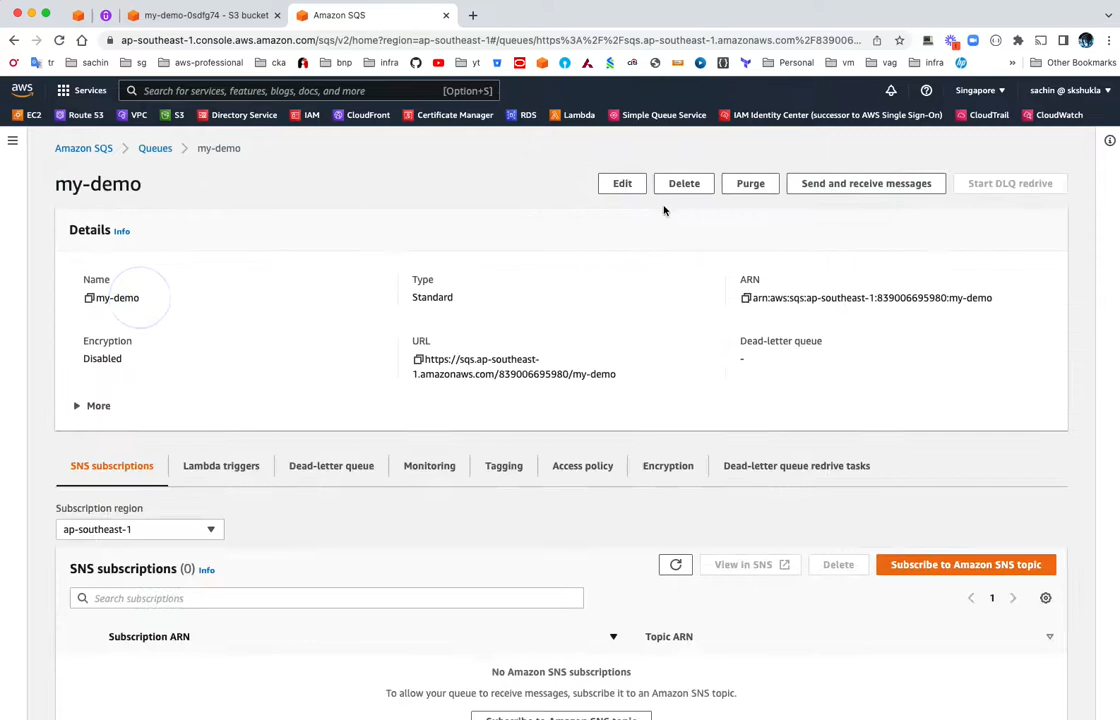 my-demo-0sdfg74 - S3 bucket
Amazon SQS
ap-southeast-1.console.aws.amazon.com/sqs/v2/home?region=ap-southeast-1#/queues/https%3A%2F%2Fsqs.ap-southeast-1.amazonaws.com%2F839006...
tr sachin sg aws-professional cka bnp infra yt Personal vm vag infra » Other Bookmarks
aws Services Search for services, features, blogs, docs, and more [Option+S] Singapore sachin @ skshukla
EC2 Route 53 VPC S3 Directory Service IAM CloudFront Certificate Manager RDS Lambda Simple Queue Service IAM Identity Center (successor to AWS Single Sign-On) CloudTrail CloudWatch
Amazon SQS Queues my-demo
my-demo
Edit Delete Purge Send and receive messages Start DLQ redrive
Details Info
Name Type ARN
my-demo Standard arn:aws:sqs:ap-southeast-1:839006695980:my-demo
Encryption URL Dead-letter queue
Disabled https://sqs.ap-southeast- -
1.amazonaws.com/839006695980/my-demo
More
SNS subscriptions Lambda triggers Dead-letter queue Monitoring Tagging Access policy Encryption Dead-letter queue redrive tasks
Subscription region
ap-southeast-1
SNS subscriptions (0) Info View in SNS Delete Subscribe to Amazon SNS topic
Search subscriptions 1
Subscription ARN Topic ARN
No Amazon SNS subscriptions
To allow your queue to receive messages, subscribe it to an Amazon SNS topic.
Subscribe to Amazon SNS topic